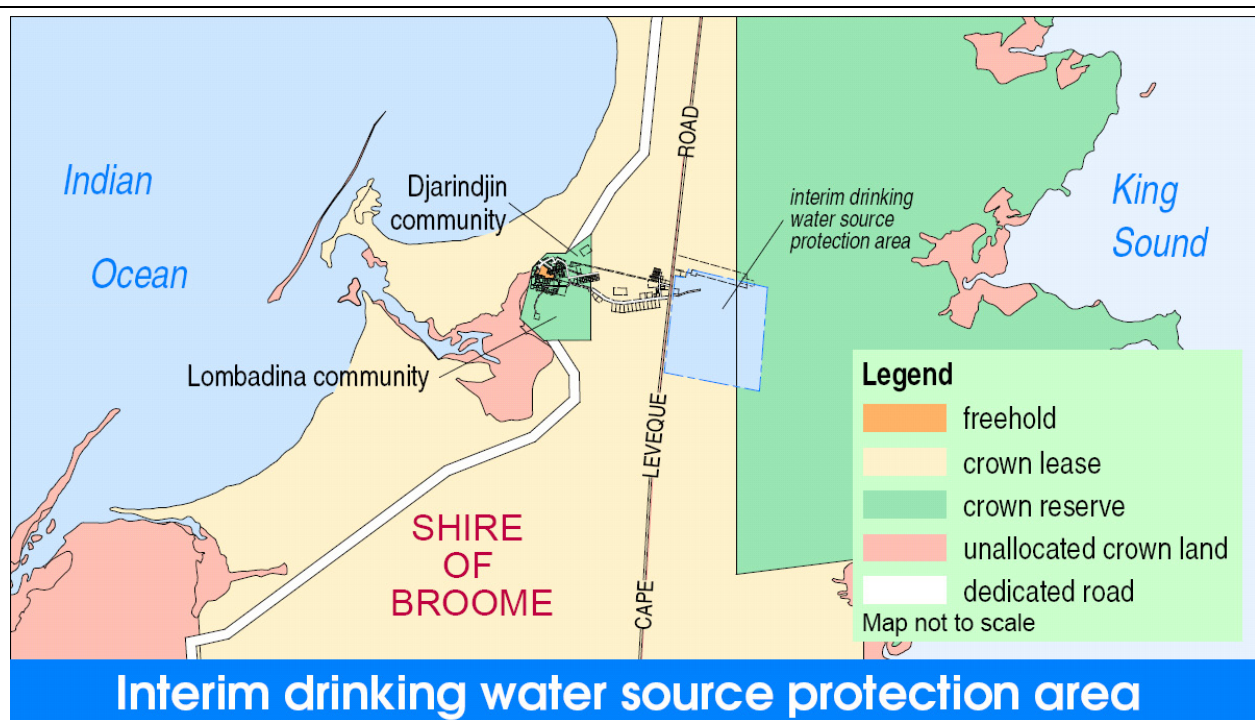 Indian
Ocean
Djarindjin
community
ROAD
interim drinking
water source
protection area
King
Sound
Lombadina community
LEVEQUE
CAPE
SHIRE
OF
BROOME
Legend
freehold
crown lease
crown reserve
unallocated crown land
dedicated road
Map not to scale
Interim drinking water source protection area